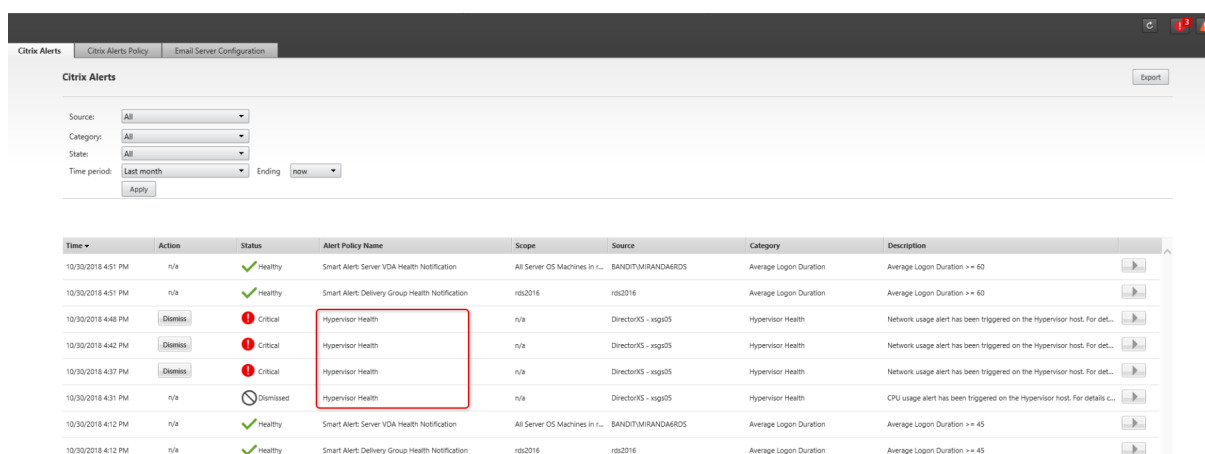 3
Citrix Alerts Citrix Alerts Policy Email Server Configuration
Citrix Alerts Export
Source: All
Category: All
State: All
Time period: Last month Ending now
Apply
Time Action Status Alert Policy Name Scope Source Category Description
10/30/2018 4:51 PM n/a Healthy Smart Alert: Server VDA Health Notification All Server OS Machines in r... BANDIT\MIRANDA6RDS Average Logon Duration Average Logon Duration >= 60
10/30/2018 4:51 PM n/a Healthy Smart Alert: Delivery Group Health Notification rds2016 rds2016 Average Logon Duration Average Logon Duration >= 60
10/30/2018 4:48 PM Dismiss Critical Hypervisor Health n/a DirectorXS - xsgs05 Hypervisor Health Network usage alert has been triggered on the Hypervisor host. For det...
10/30/2018 4:42 PM Dismiss Critical Hypervisor Health n/a DirectorXS - xsgs05 Hypervisor Health Network usage alert has been triggered on the Hypervisor host. For det...
10/30/2018 4:37 PM Dismiss Critical Hypervisor Health n/a DirectorXS - xsgs05 Hypervisor Health Network usage alert has been triggered on the Hypervisor host. For det...
10/30/2018 4:31 PM n/a Dismissed Hypervisor Health n/a DirectorXS - xsgs05 Hypervisor Health CPU usage alert has been triggered on the Hypervisor host. For details c...
10/30/2018 4:12 PM n/a Healthy Smart Alert: Server VDA Health Notification All Server OS Machines in r... BANDIT\MIRANDA6RDS Average Logon Duration Average Logon Duration >= 45
10/30/2018 4:12 PM n/a Healthy Smart Alert: Delivery Group Health Notification rds2016 rds2016 Average Logon Duration Average Logon Duration >= 45